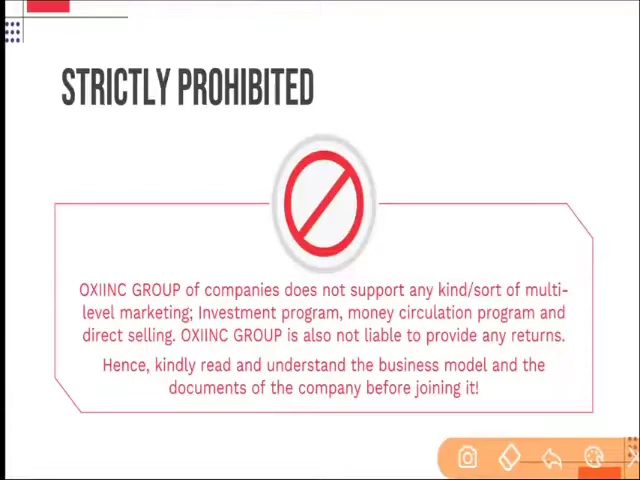 STRICTLY PROHIBITED
OXIINC GROUP of companies does not support any kind/sort of multi-
level marketing; Investment program, money circulation program and
direct selling. OXIINC GROUP is also not liable to provide any returns.
Hence, kindly read and understand the business model and the
documents of the company before joining it!